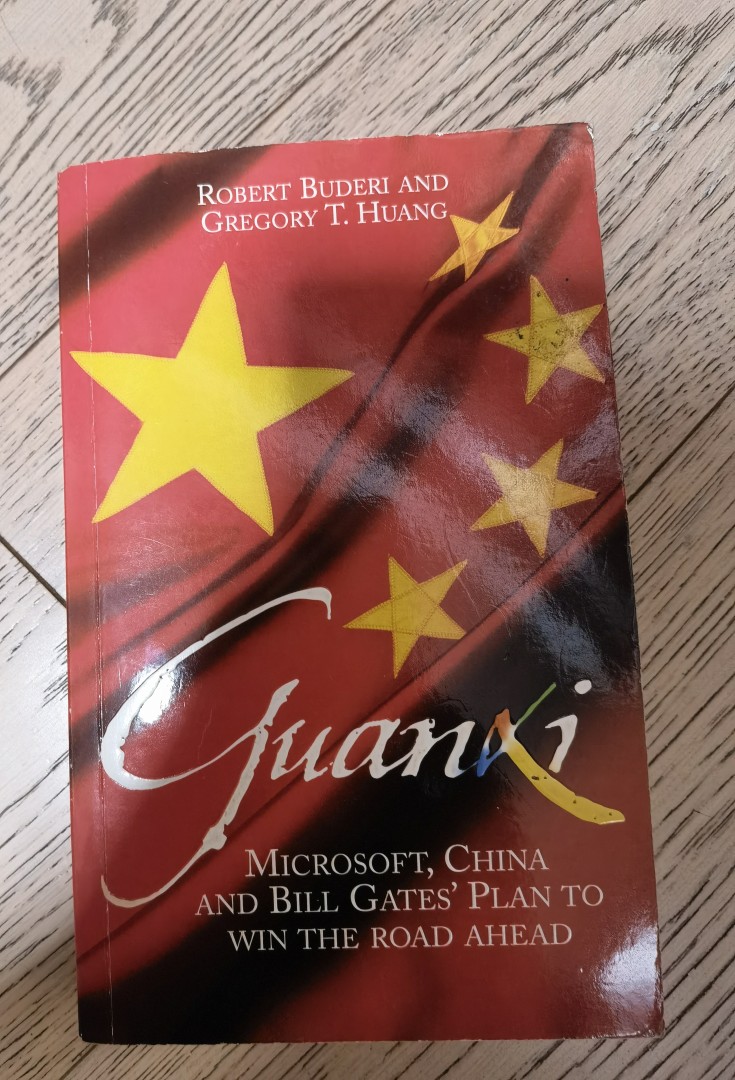 Robert Buderi and
Gregory T. Huang
Guanxi
Microsoft, China
and Bill Gates' Plan to
win the road ahead